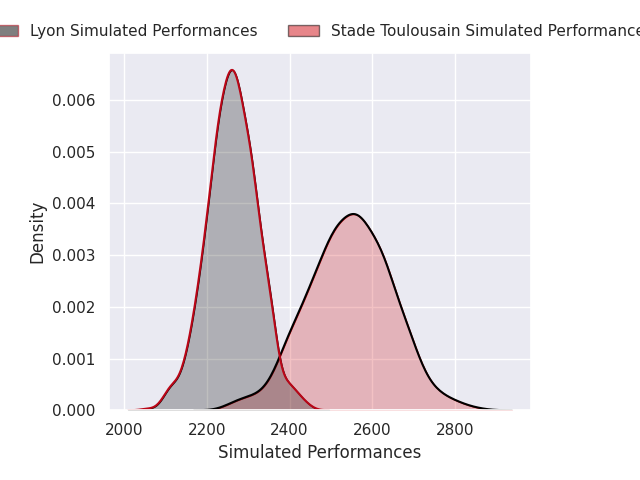 Lyon Simulated Performances
Stade Toulousain Simulated Performance
Density
0.006
0.005
0.004
0.003
0.002
0.001
0.000
2000 2200 2400 2600 2800
Simulated Performances